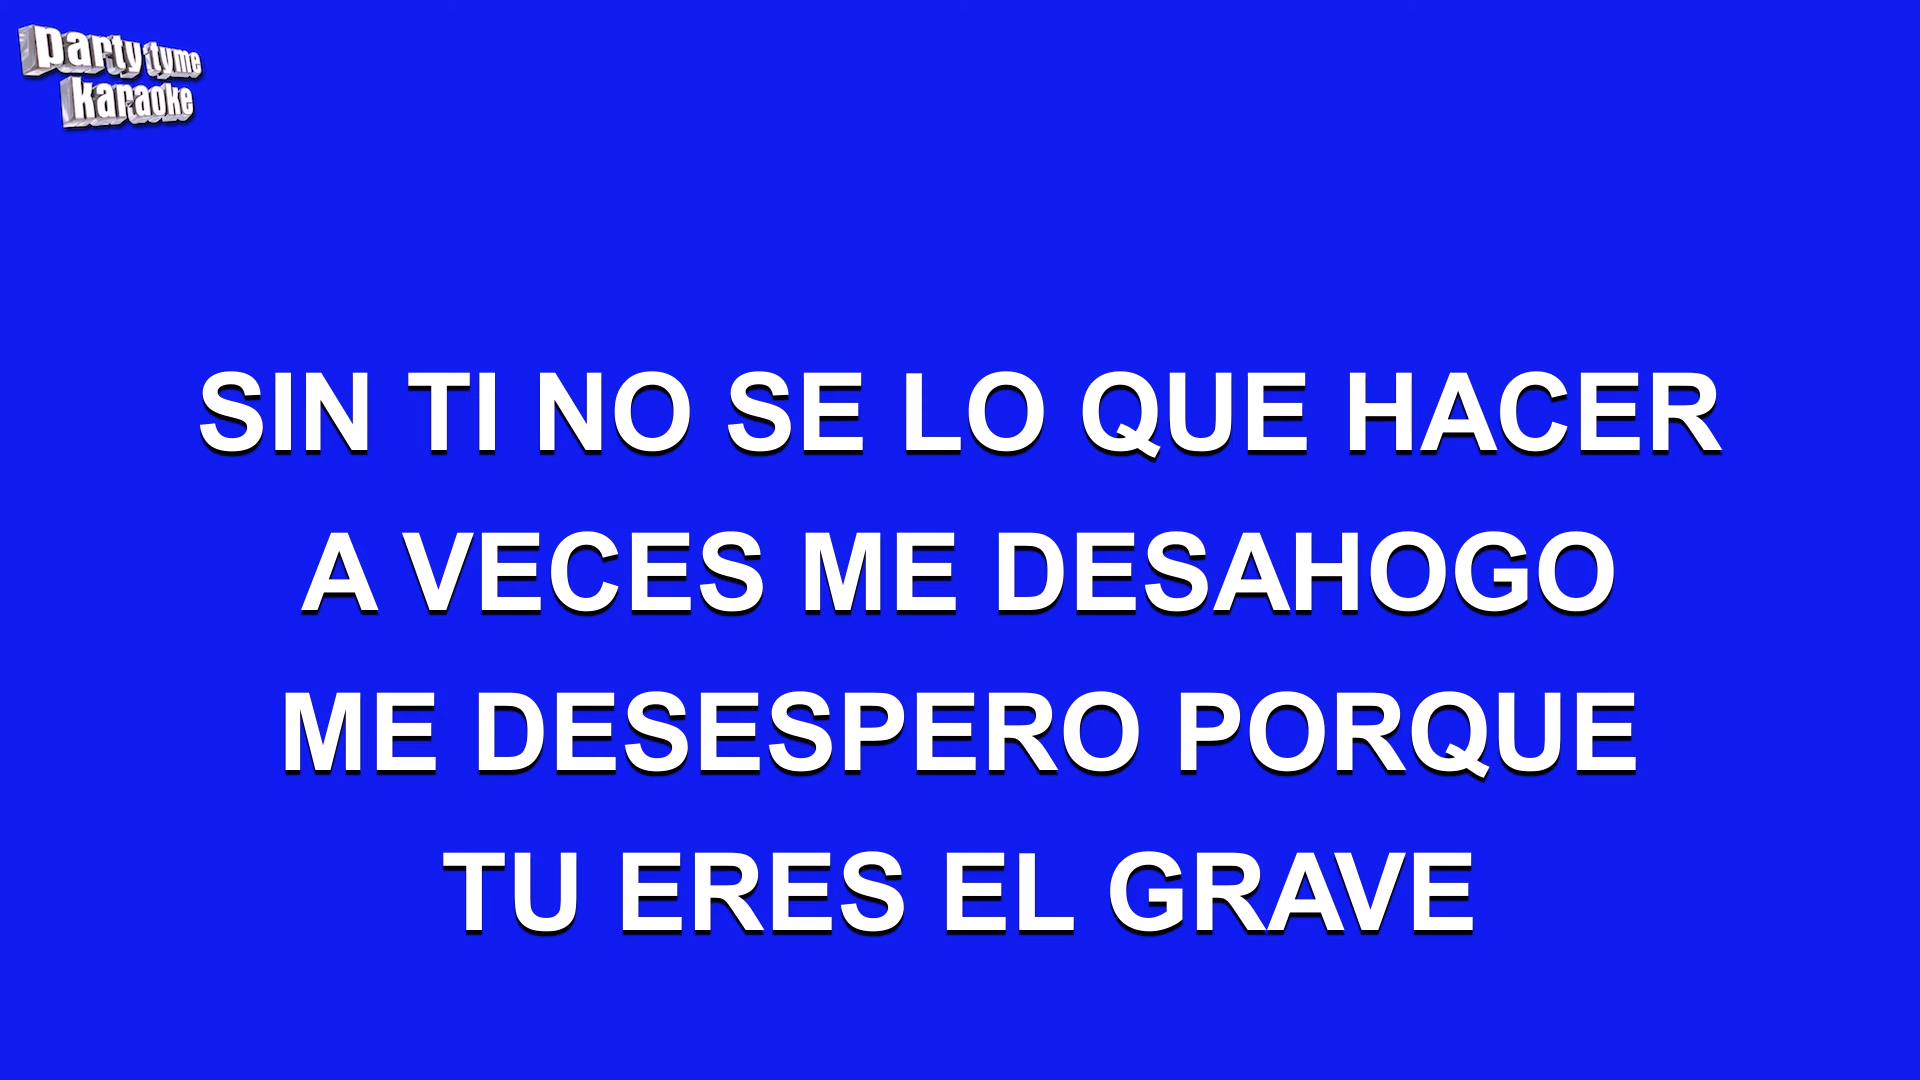 party tyme
karaoke
SIN TI NO SE LO QUE HACER
A VECES ME DESAHOGO
ME DESESPERO PORQUE
TU ERES EL GRAVE